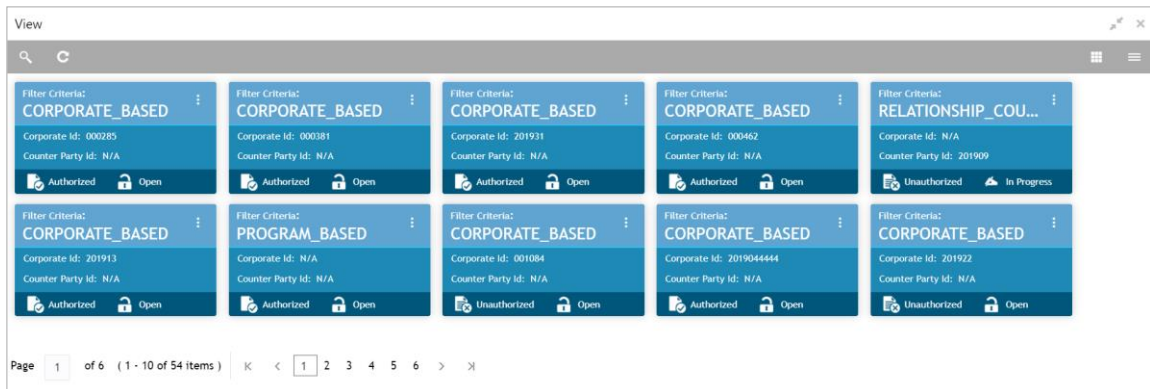 View
Filter Criteria:
CORPORATE_BASED
Corporate Id: 000285
Counter Party Id: N/A
Authorized Open
Filter Criteria:
CORPORATE_BASED
Corporate Id: 000381
Counter Party Id: N/A
Authorized Open
Filter Criteria:
CORPORATE_BASED
Corporate Id: 201931
Counter Party Id: N/A
Authorized Open
Filter Criteria:
CORPORATE_BASED
Corporate Id: 000462
Counter Party Id: N/A
Authorized Open
Filter Criteria:
RELATIONSHIP_COU...
Corporate Id: N/A
Counter Party Id: 201909
Unauthorized In Progress
Filter Criteria:
CORPORATE_BASED
Corporate Id: 201913
Counter Party Id: N/A
Authorized Open
Filter Criteria:
PROGRAM_BASED
Corporate Id: N/A
Counter Party Id: N/A
Authorized Open
Filter Criteria:
CORPORATE_BASED
Corporate Id: 001084
Counter Party Id: N/A
Unauthorized Open
Filter Criteria:
CORPORATE_BASED
Corporate Id: 2019044444
Counter Party Id: N/A
Authorized Open
Filter Criteria:
CORPORATE_BASED
Corporate Id: 201922
Counter Party Id: N/A
Unauthorized Open
Page 1 of 6 (1 - 10 of 54 items) 1 2 3 4 5 6